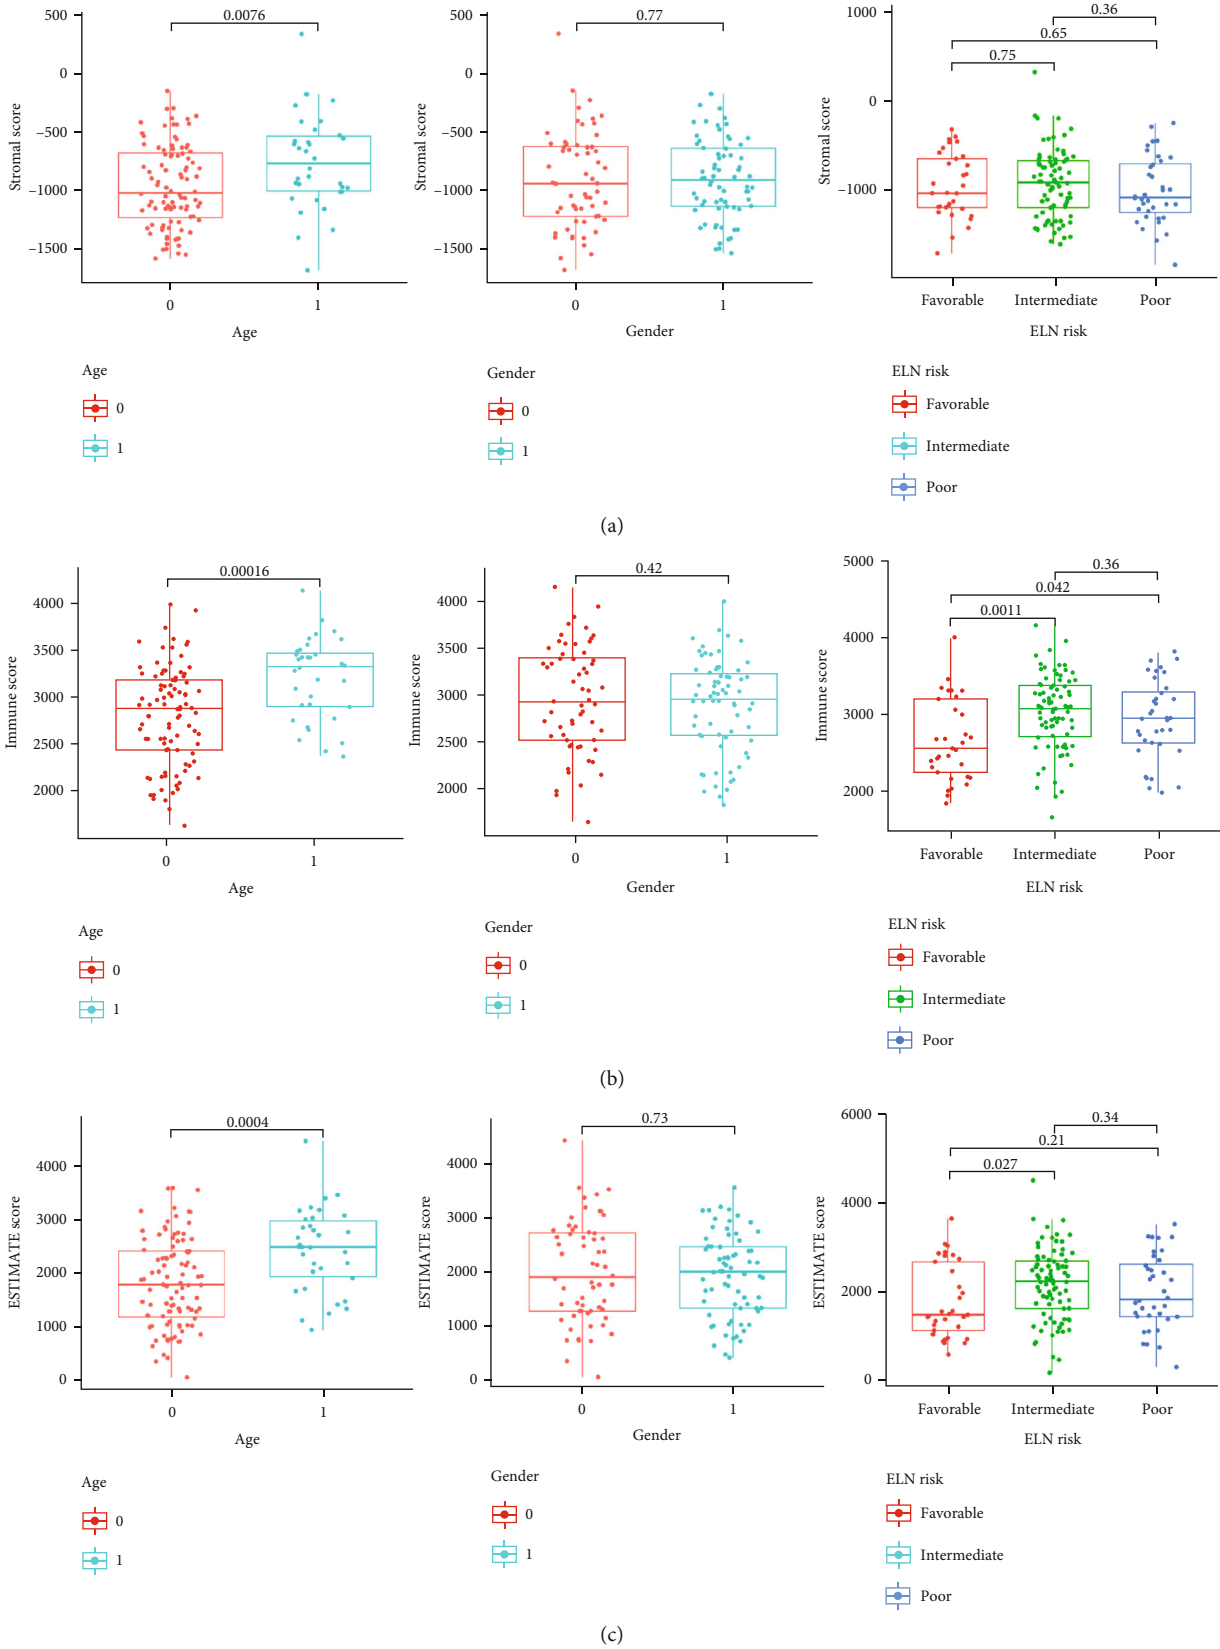 500
0
−500
−1000
−1500
Stromal score
0.0076
0
1
Age
Age
0
1
500
0
−500
−1000
−1500
Stromal score
0.77
0
1
Gender
Gender
0
1
1000
0
−1000
Stromal score
0.36
0.65
0.75
Favorable
Intermediate
Poor
ELN risk
ELN risk
Favorable
Intermediate
Poor
(a)
4000
3500
3000
2500
2000
Immune score
0.00016
0
1
Age
Age
0
1
4000
3500
3000
2500
2000
Immune score
0.42
0
1
Gender
Gender
0
1
5000
4000
3000
2000
Immune score
0.36
0.042
0.0011
Favorable
Intermediate
Poor
ELN risk
ELN risk
Favorable
Intermediate
Poor
(b)
4000
3000
2000
1000
0
ESTIMATE score
0.0004
0
1
Age
Age
0
1
4000
3000
2000
1000
0
ESTIMATE score
0.73
0
1
Gender
Gender
0
1
6000
4000
2000
0
ESTIMATE score
0.34
0.21
0.027
Favorable
Intermediate
Poor
ELN risk
ELN risk
Favorable
Intermediate
Poor
(c)